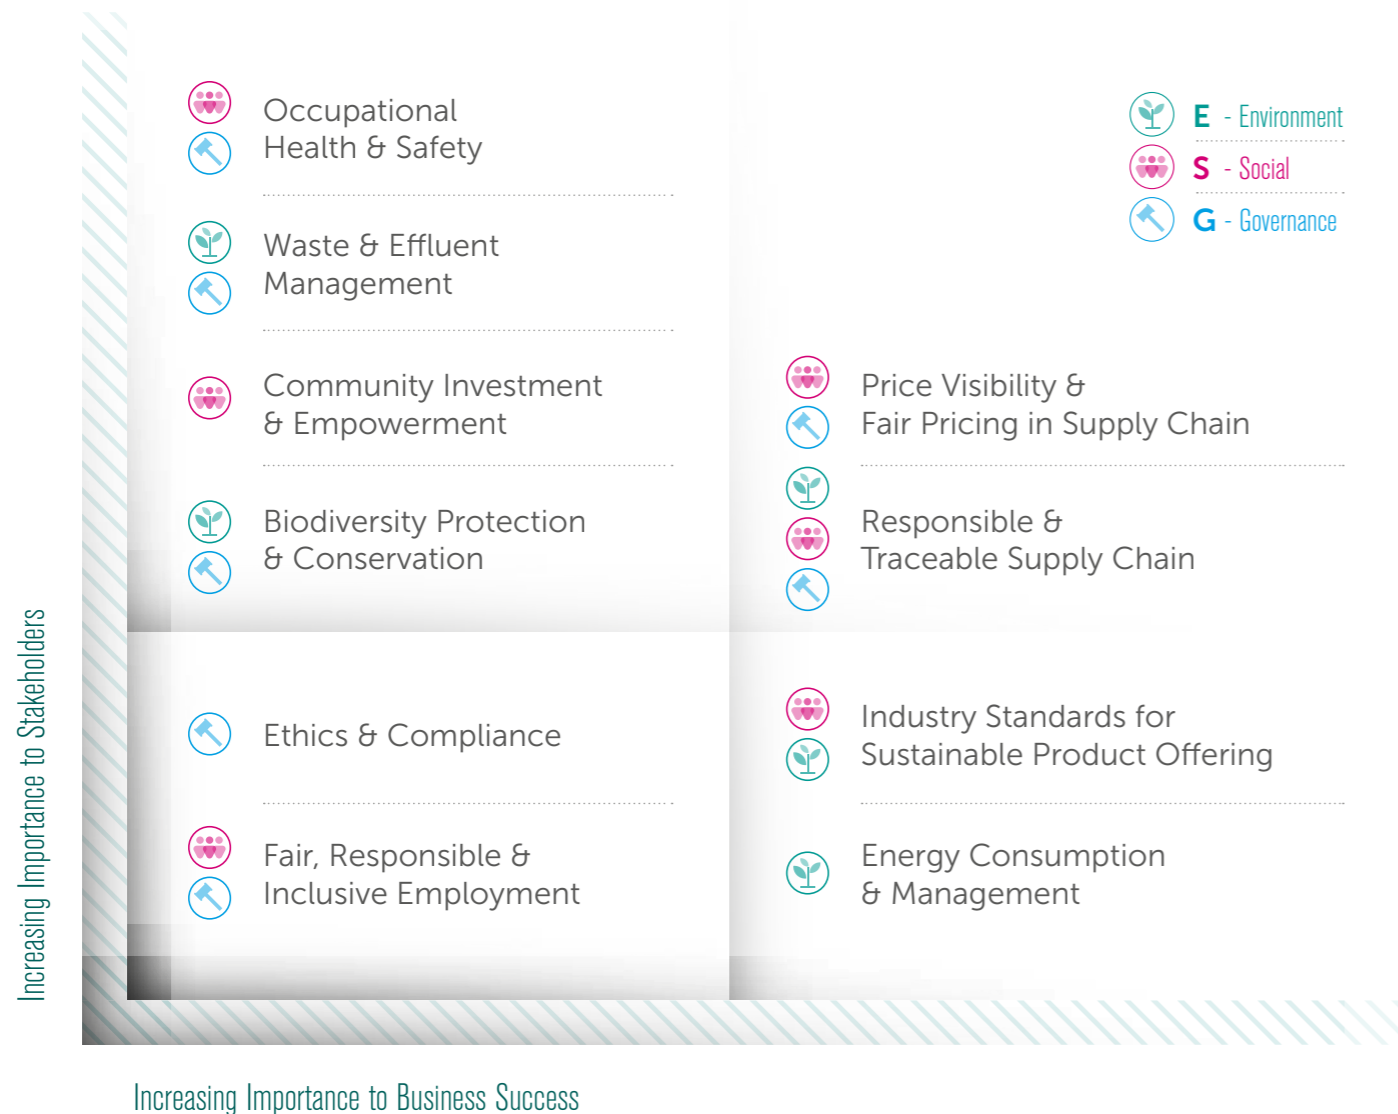 Occupational
Health & Safety
Waste & Effluent
Management
Community Investment
& Empowerment
Biodiversity Protection
& Conservation
E - Environment
S - Social
G - Governance
Price Visibility &
Fair Pricing in Supply Chain
Responsible &
Traceable Supply Chain
Ethics & Compliance
Fair, Responsible &
Inclusive Employment
Industry Standards for
Sustainable Product Offering
Energy Consumption
& Management
Increasing Importance to Stakeholders
Increasing Importance to Business Success